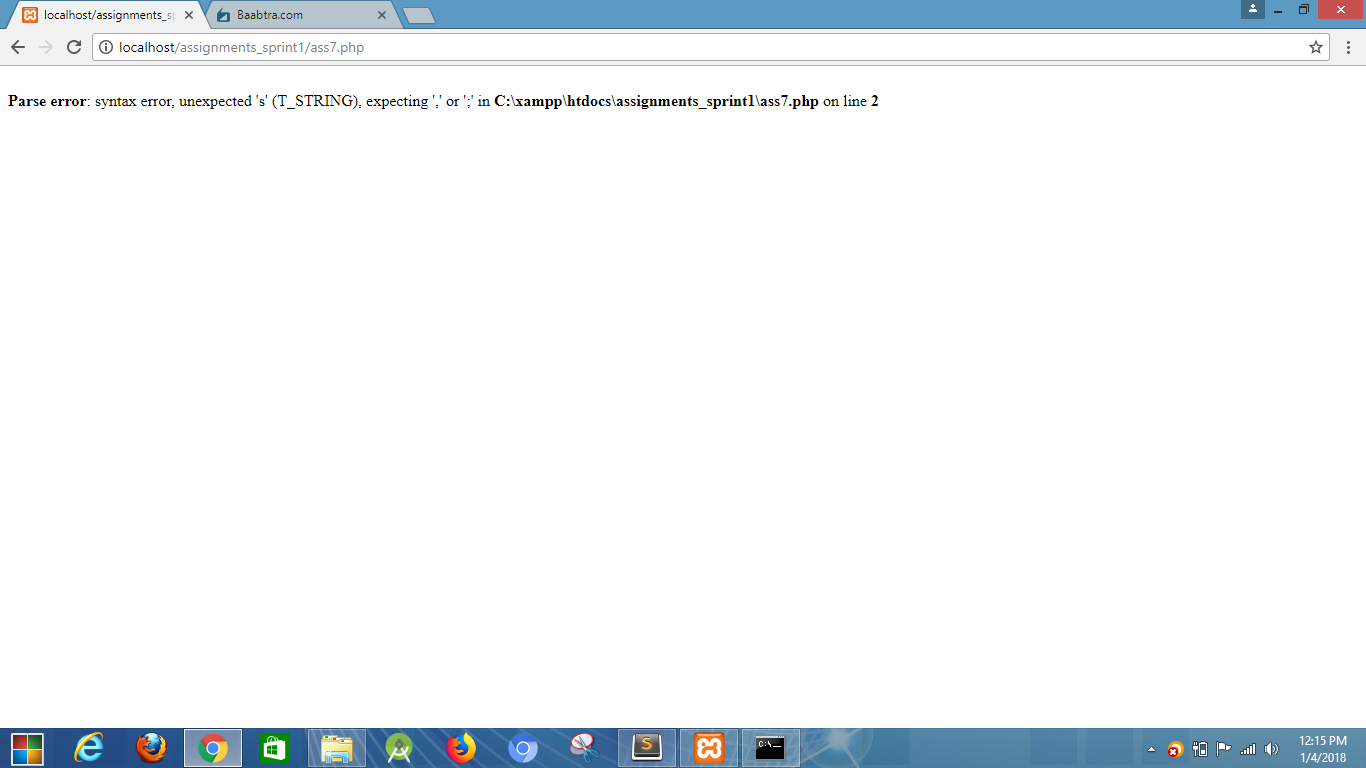 localhost/assignments_sp
Baabtra.com
localhost/assignments_sprint1/ass7.php
Parse error: syntax error, unexpected 's' (T_STRING), expecting ',' or ';' in C:\xampp\htdocs\assignments_sprint1\ass7.php on line 2
12:15 PM
1/4/2018